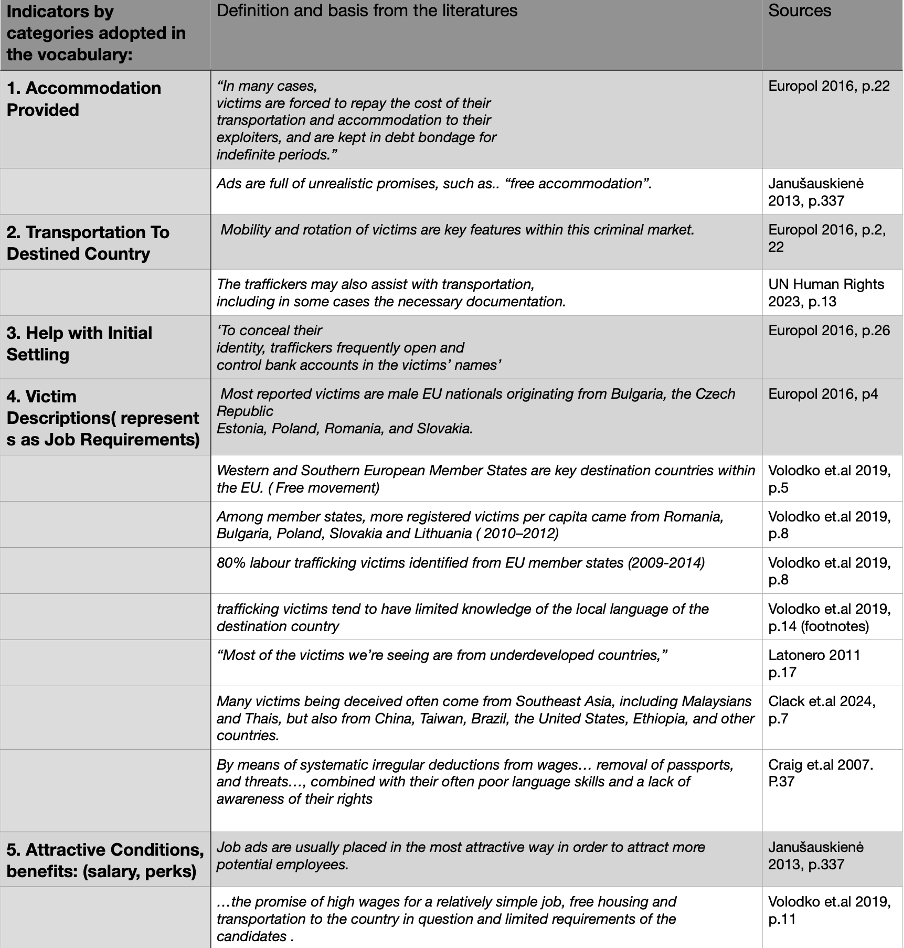 Indicators by
categories adopted in
the vocabulary:
Definition and basis from the literatures
Sources
1. Accommodation
Provided
“In many cases,
victims are forced to repay the cost of their
transportation and accommodation to their
exploiters, and are kept in debt bondage for
indefinite periods.”
Europol 2016, p.22
Ads are full of unrealistic promises, such as.. “free accommodation”.
Janušauskienė
2013, p.337
2. Transportation To
Destined Country
Mobility and rotation of victims are key features within this criminal market.
Europol 2016, p.2,
22
The traffickers may also assist with transportation,
including in some cases the necessary documentation.
UN Human Rights
2023, p.13
3. Help with Initial
Settling
‘To conceal their
identity, traffickers frequently open and
control bank accounts in the victims’ names’
Europol 2016, p.26
4. Victim
Descriptions( represent
s as Job Requirements)
Most reported victims are male EU nationals originating from Bulgaria, the Czech
Republic
Estonia, Poland, Romania, and Slovakia.
Europol 2016, p4
Western and Southern European Member States are key destination countries within
the EU. ( Free movement)
Volodko et.al 2019,
p.5
Among member states, more registered victims per capita came from Romania,
Bulgaria, Poland, Slovakia and Lithuania ( 2010–2012)
Volodko et.al 2019,
p.8
80% labour trafficking victims identified from EU member states (2009-2014)
Volodko et.al 2019,
p.8
trafficking victims tend to have limited knowledge of the local language of the
destination country
Volodko et.al 2019,
p.14 (footnotes)
“Most of the victims we’re seeing are from underdeveloped countries,”
Latonero 2011
p.17
Many victims being deceived often come from Southeast Asia, including Malaysians
and Thais, but also from China, Taiwan, Brazil, the United States, Ethiopia, and other
countries.
Clack et.al 2024,
p.7
By means of systematic irregular deductions from wages… removal of passports,
and threats…, combined with their often poor language skills and a lack of
awareness of their rights
Craig et.al 2007.
P.37
5. Attractive Conditions,
benefits: (salary, perks)
Job ads are usually placed in the most attractive way in order to attract more
potential employees.
Janušauskienė
2013, p.337
…the promise of high wages for a relatively simple job, free housing and
transportation to the country in question and limited requirements of the
candidates .
Volodko et.al 2019,
p.11